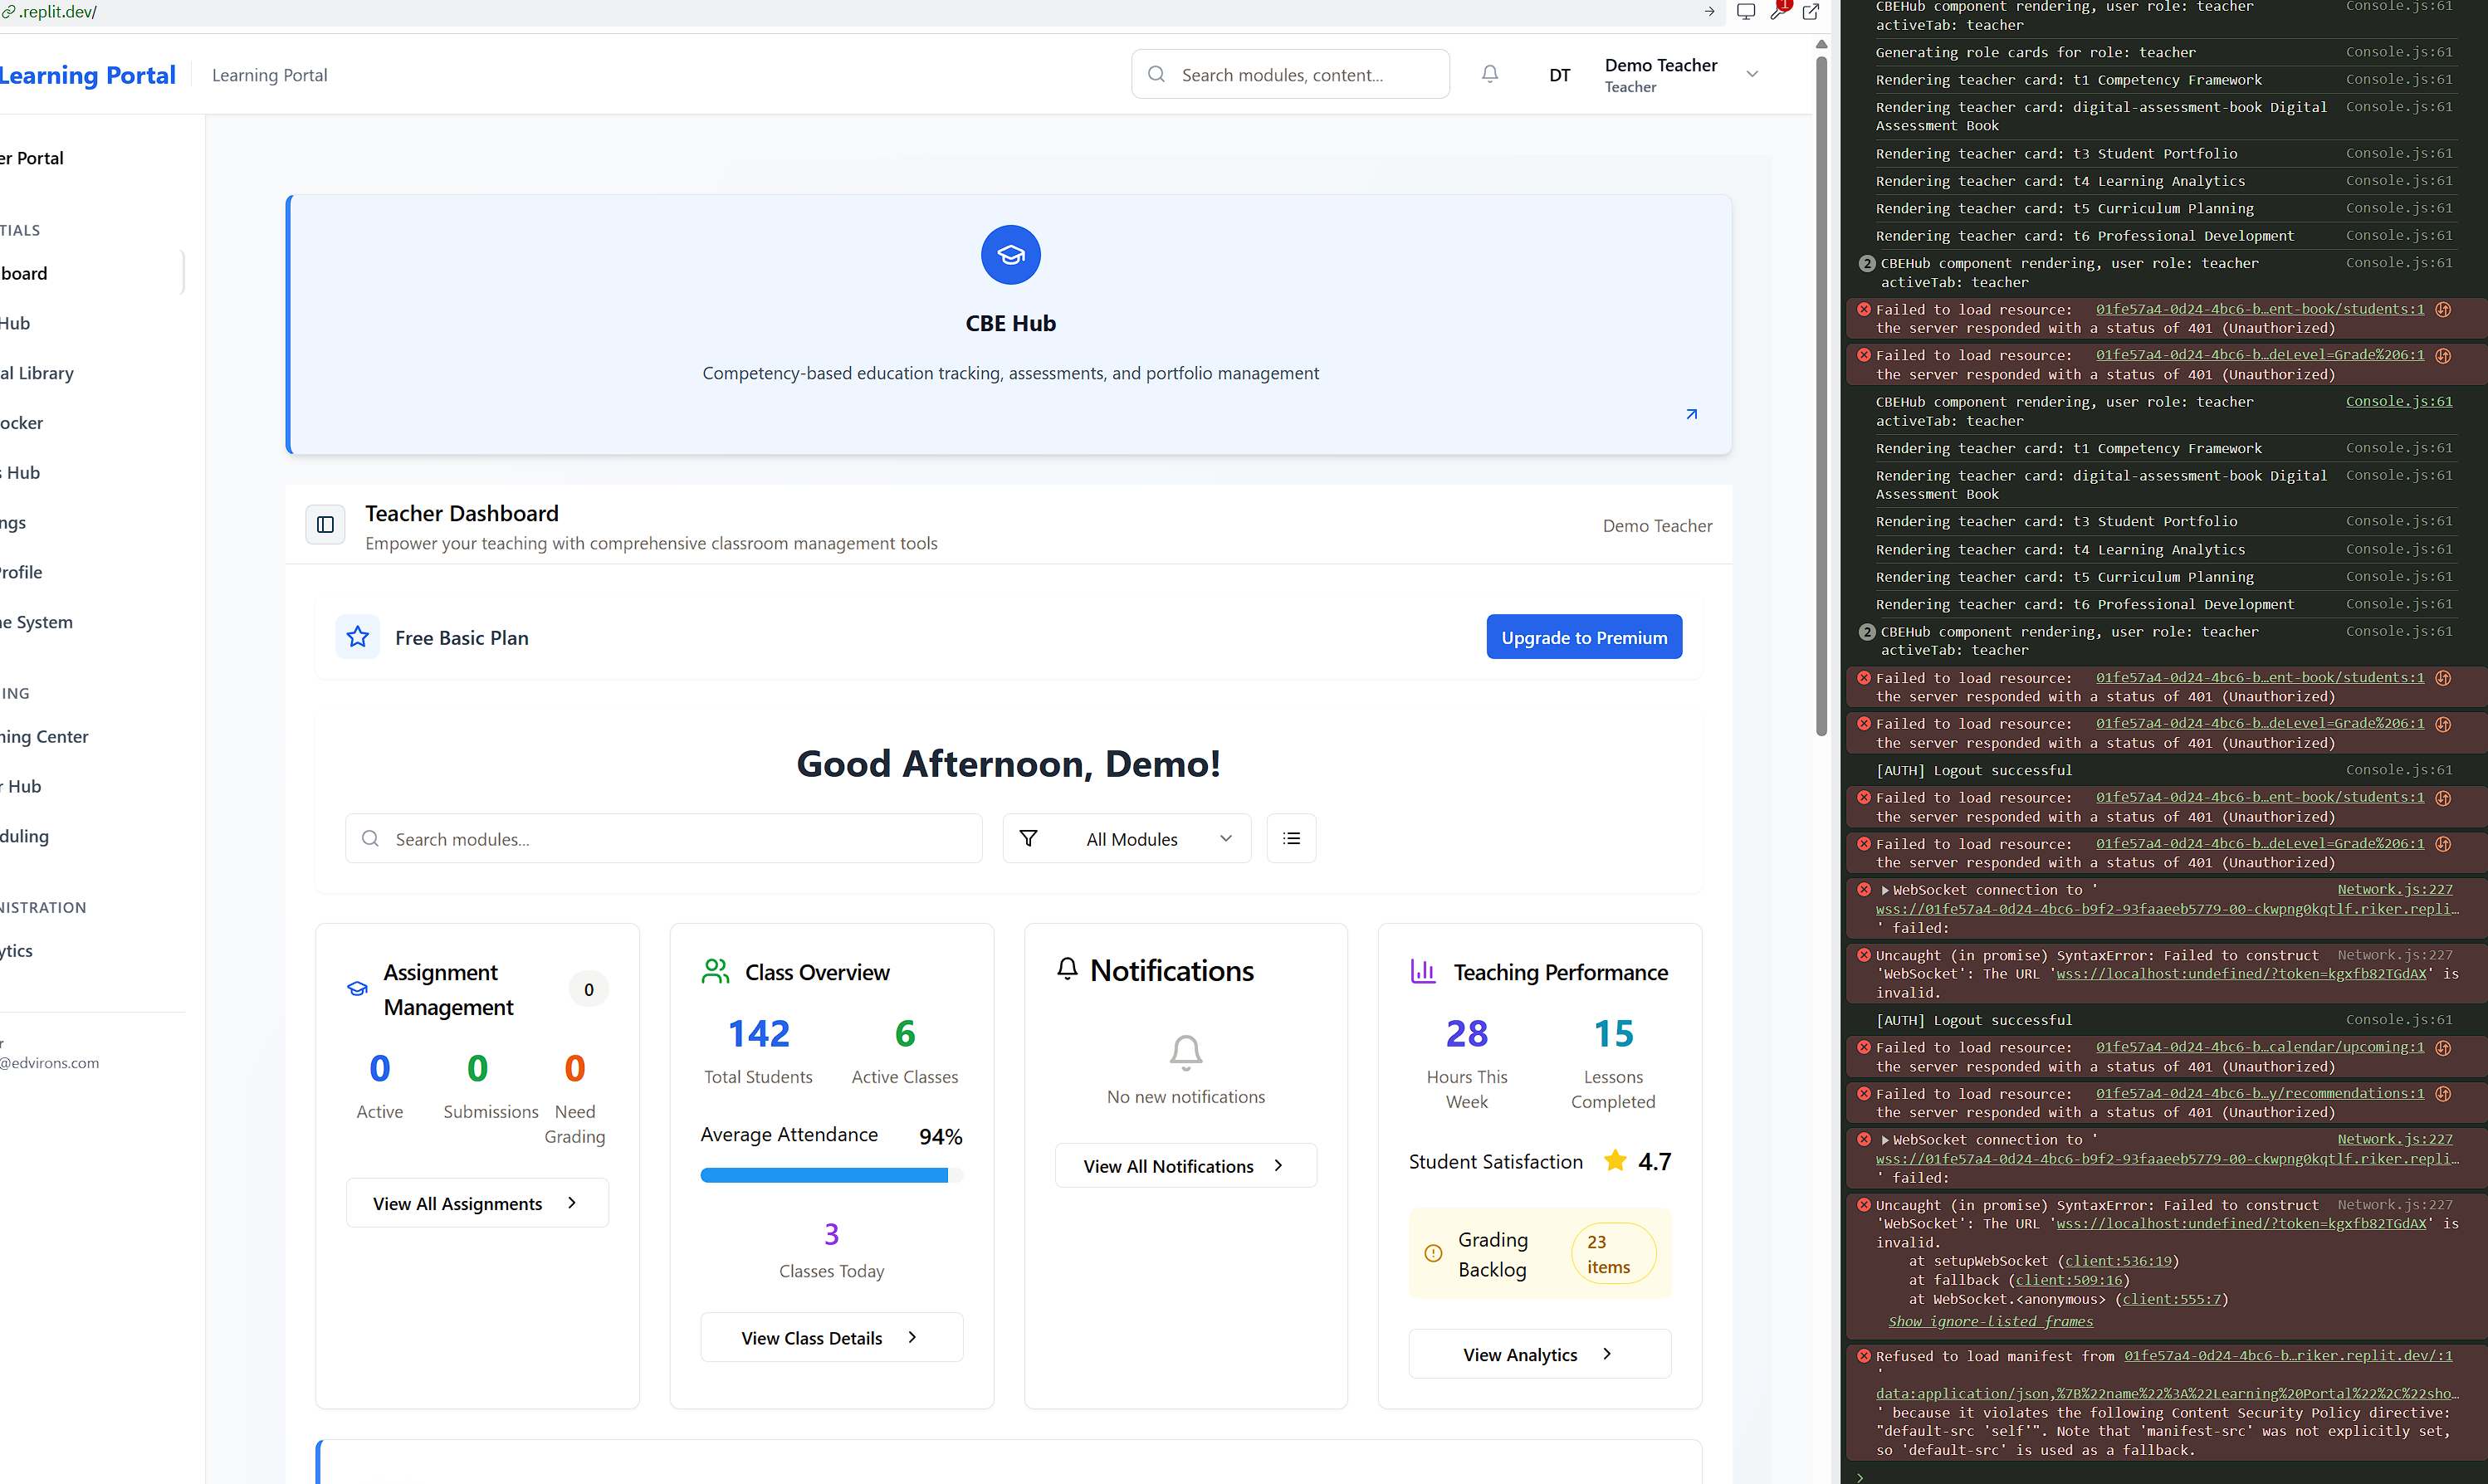 .replit.dev/
1
Learning Portal
Learning Portal
Search modules, content...
DT
Demo Teacher
Teacher
er Portal
TIALS
board
Hub
al Library
ocker
s Hub
ngs
rofile
ne System
ING
ning Center
r Hub
duling
NISTRATION
ytics
r
@edvirons.com
CBE Hub
Competency-based education tracking, assessments, and portfolio management
Teacher Dashboard
Empower your teaching with comprehensive classroom management tools
Demo Teacher
Free Basic Plan
Upgrade to Premium
Good Afternoon, Demo!
Search modules...
All Modules
Assignment
Management
0
0
0
0
Active
Submissions
Need
Grading
View All Assignments
Class Overview
142
6
Total Students
Active Classes
Average Attendance
94%
3
Classes Today
View Class Details
Notifications
No new notifications
View All Notifications
Teaching Performance
28
15
Hours This
Week
Lessons
Completed
Student Satisfaction
4.7
Grading
Backlog
23
items
View Analytics
CBEHub component rendering, user role: teacher Console.js:61
activeTab: teacher
Generating role cards for role: teacher Console.js:61
Rendering teacher card: t1 Competency Framework Console.js:61
Rendering teacher card: digital-assessment-book Digital Console.js:61
Assessment Book
Rendering teacher card: t3 Student Portfolio Console.js:61
Rendering teacher card: t4 Learning Analytics Console.js:61
Rendering teacher card: t5 Curriculum Planning Console.js:61
Rendering teacher card: t6 Professional Development Console.js:61
2 CBEHub component rendering, user role: teacher Console.js:61
activeTab: teacher
Failed to load resource: 01fe57a4-0d24-4bc6-b…ent-book/students:1
the server responded with a status of 401 (Unauthorized)
Failed to load resource: 01fe57a4-0d24-4bc6-b…deLevel=Grade%206:1
the server responded with a status of 401 (Unauthorized)
CBEHub component rendering, user role: teacher Console.js:61
activeTab: teacher
Rendering teacher card: t1 Competency Framework Console.js:61
Rendering teacher card: digital-assessment-book Digital Console.js:61
Assessment Book
Rendering teacher card: t3 Student Portfolio Console.js:61
Rendering teacher card: t4 Learning Analytics Console.js:61
Rendering teacher card: t5 Curriculum Planning Console.js:61
Rendering teacher card: t6 Professional Development Console.js:61
2 CBEHub component rendering, user role: teacher Console.js:61
activeTab: teacher
Failed to load resource: 01fe57a4-0d24-4bc6-b…ent-book/students:1
the server responded with a status of 401 (Unauthorized)
Failed to load resource: 01fe57a4-0d24-4bc6-b…deLevel=Grade%206:1
the server responded with a status of 401 (Unauthorized)
[AUTH] Logout successful Console.js:61
Failed to load resource: 01fe57a4-0d24-4bc6-b…ent-book/students:1
the server responded with a status of 401 (Unauthorized)
Failed to load resource: 01fe57a4-0d24-4bc6-b…deLevel=Grade%206:1
the server responded with a status of 401 (Unauthorized)
WebSocket connection to ' Network.js:227
wss://01fe57a4-0d24-4bc6-b9f2-93faaeeb5779-00-ckwpng0kqtlf.riker.repli…
' failed:
Uncaught (in promise) SyntaxError: Failed to construct Network.js:227
'WebSocket': The URL 'wss://localhost:undefined/?token=kgxfb82TGdAX' is
invalid.
[AUTH] Logout successful Console.js:61
Failed to load resource: 01fe57a4-0d24-4bc6-b…calendar/upcoming:1
the server responded with a status of 401 (Unauthorized)
Failed to load resource: 01fe57a4-0d24-4bc6-b…y/recommendations:1
the server responded with a status of 401 (Unauthorized)
WebSocket connection to ' Network.js:227
wss://01fe57a4-0d24-4bc6-b9f2-93faaeeb5779-00-ckwpng0kqtlf.riker.repli…
' failed:
Uncaught (in promise) SyntaxError: Failed to construct Network.js:227
'WebSocket': The URL 'wss://localhost:undefined/?token=kgxfb82TGdAX' is
invalid.
at setupWebSocket (client:536:19)
at fallback (client:509:16)
at WebSocket.<anonymous> (client:555:7)
Show ignore-listed frames
Refused to load manifest from 01fe57a4-0d24-4bc6-b…riker.replit.dev/:1
'
data:application/json,%7B%22name%22%3A%22Learning%20Portal%22%2C%22sho…
' because it violates the following Content Security Policy directive:
"default-src 'self'". Note that 'manifest-src' was not explicitly set,
so 'default-src' is used as a fallback.